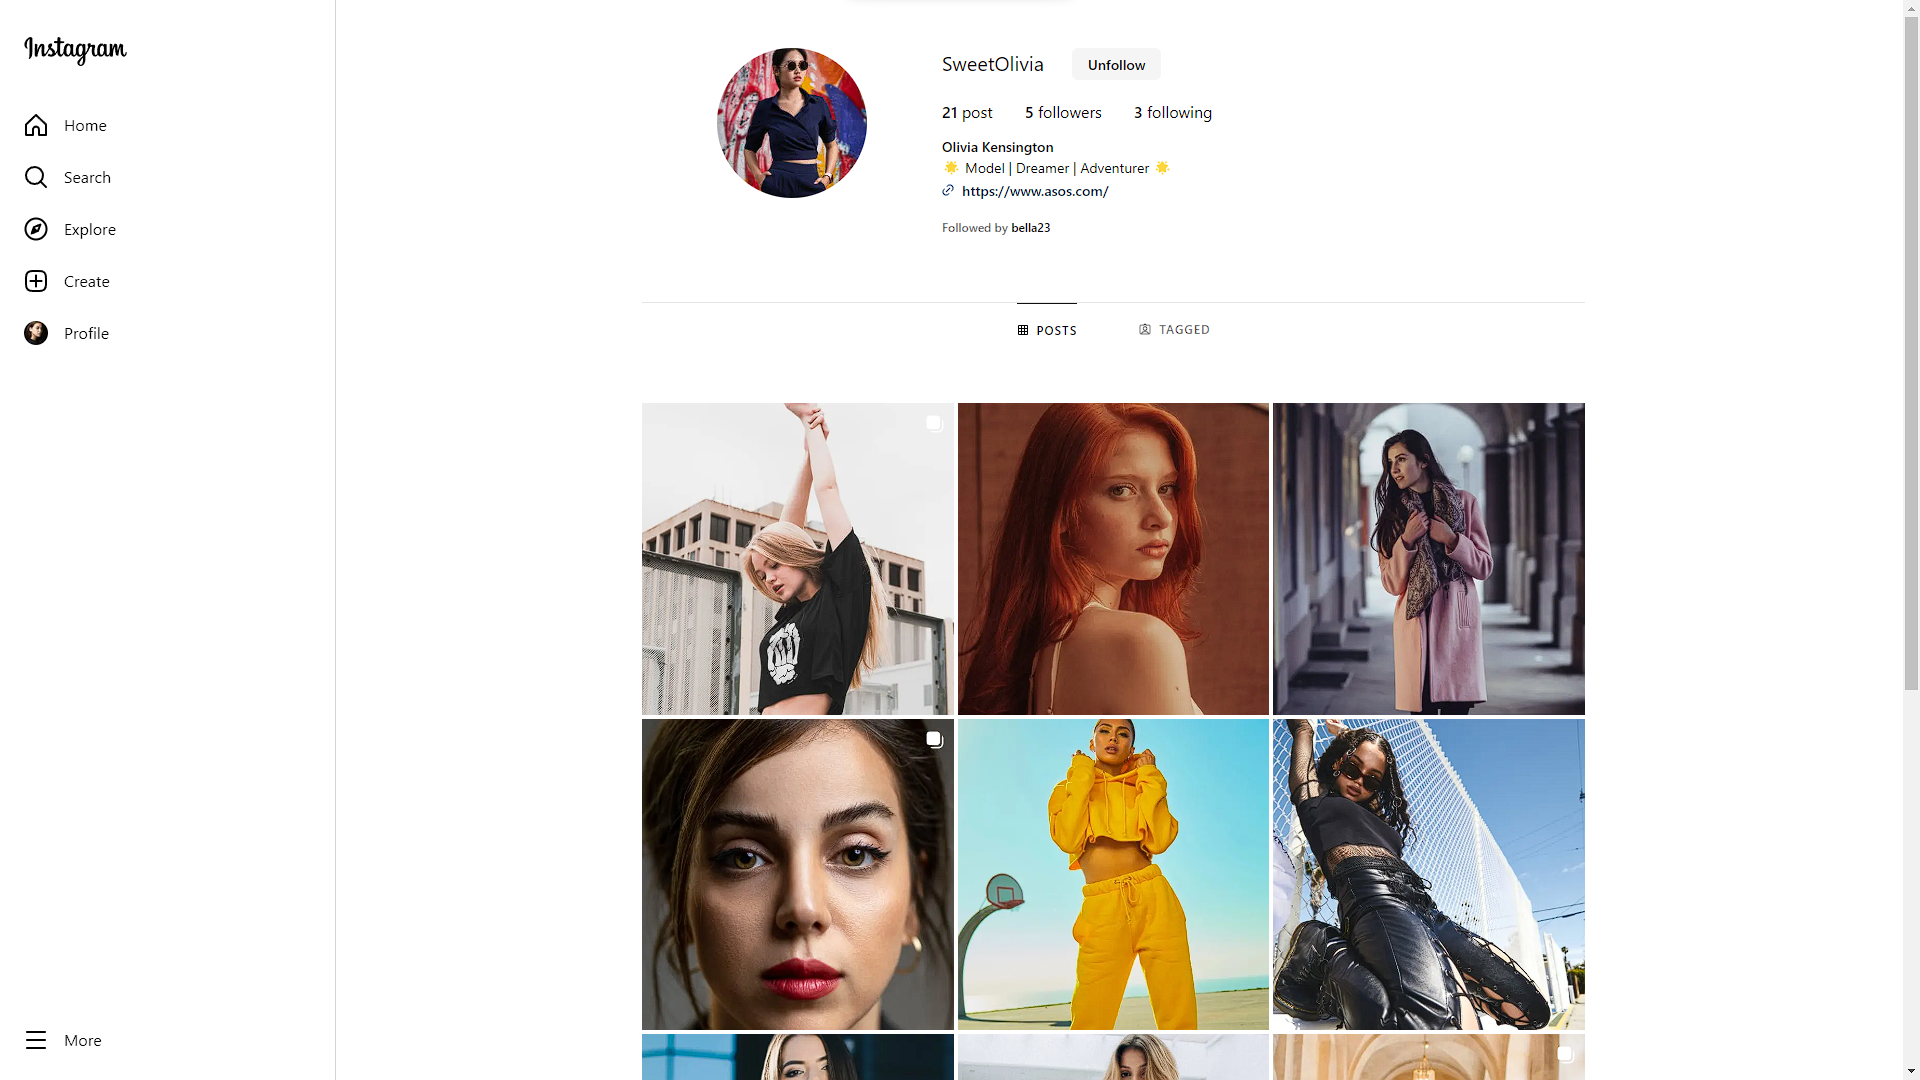 Instagram
Home
Search
Explore
Create
Profile
More
SweetOlivia
Unfollow
21 post
5 followers
3 following
Olivia Kensington
🌟 Model | Dreamer | Adventurer 🌟
https://www.asos.com/
Followed by bella23
POSTS
TAGGED